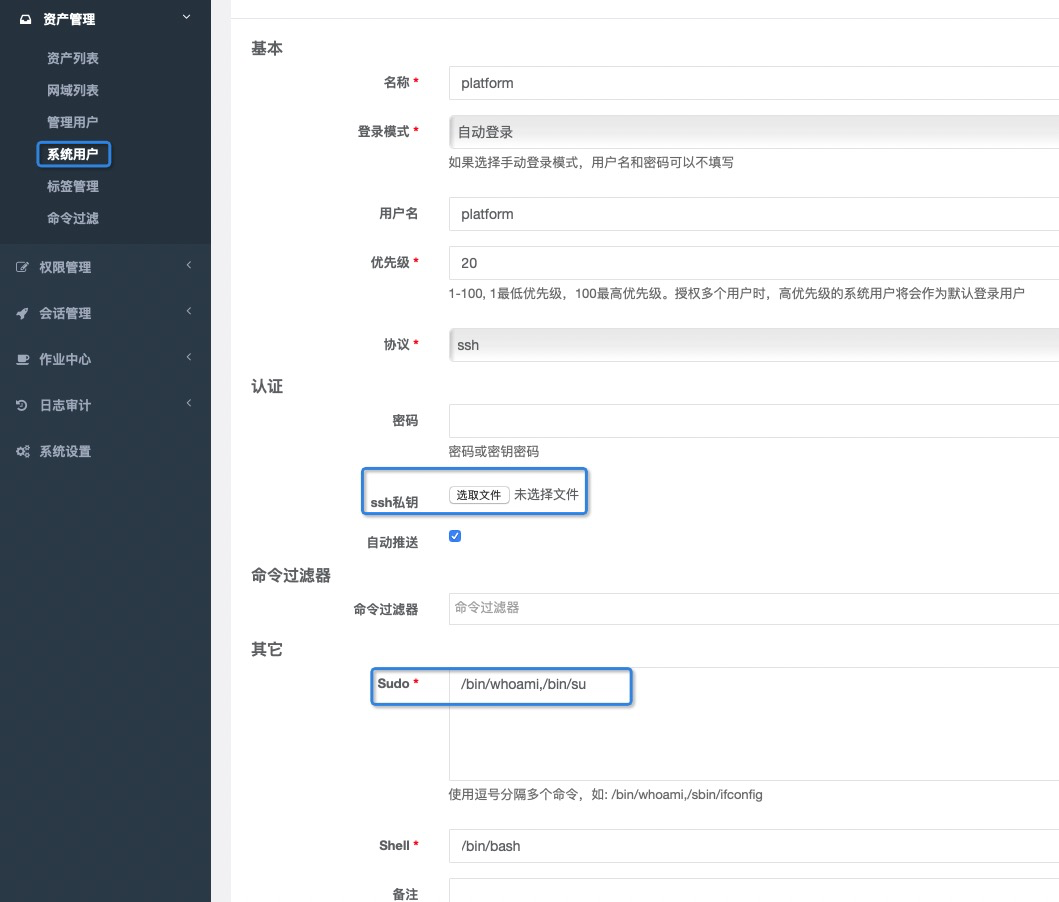 资产管理
资产列表
网域列表
管理用户
系统用户
标签管理
命令过滤
权限管理
会话管理
作业中心
日志审计
系统设置
基本
名称* platform
登录模式* 自动登录
如果选择手动登录模式，用户名和密码可以不填写
用户名 platform
优先级* 20
1-100, 1最低优先级，100最高优先级。授权多个用户时，高优先级的系统用户将会作为默认登录用户
协议* ssh
认证
密码
密码或密钥密码
ssh私钥 选取文件 未选择文件
自动推送
命令过滤器
命令过滤器 命令过滤器
其它
Sudo* /bin/whoami,/bin/su
使用逗号分隔多个命令，如: /bin/whoami,/sbin/ifconfig
Shell* /bin/bash
备注